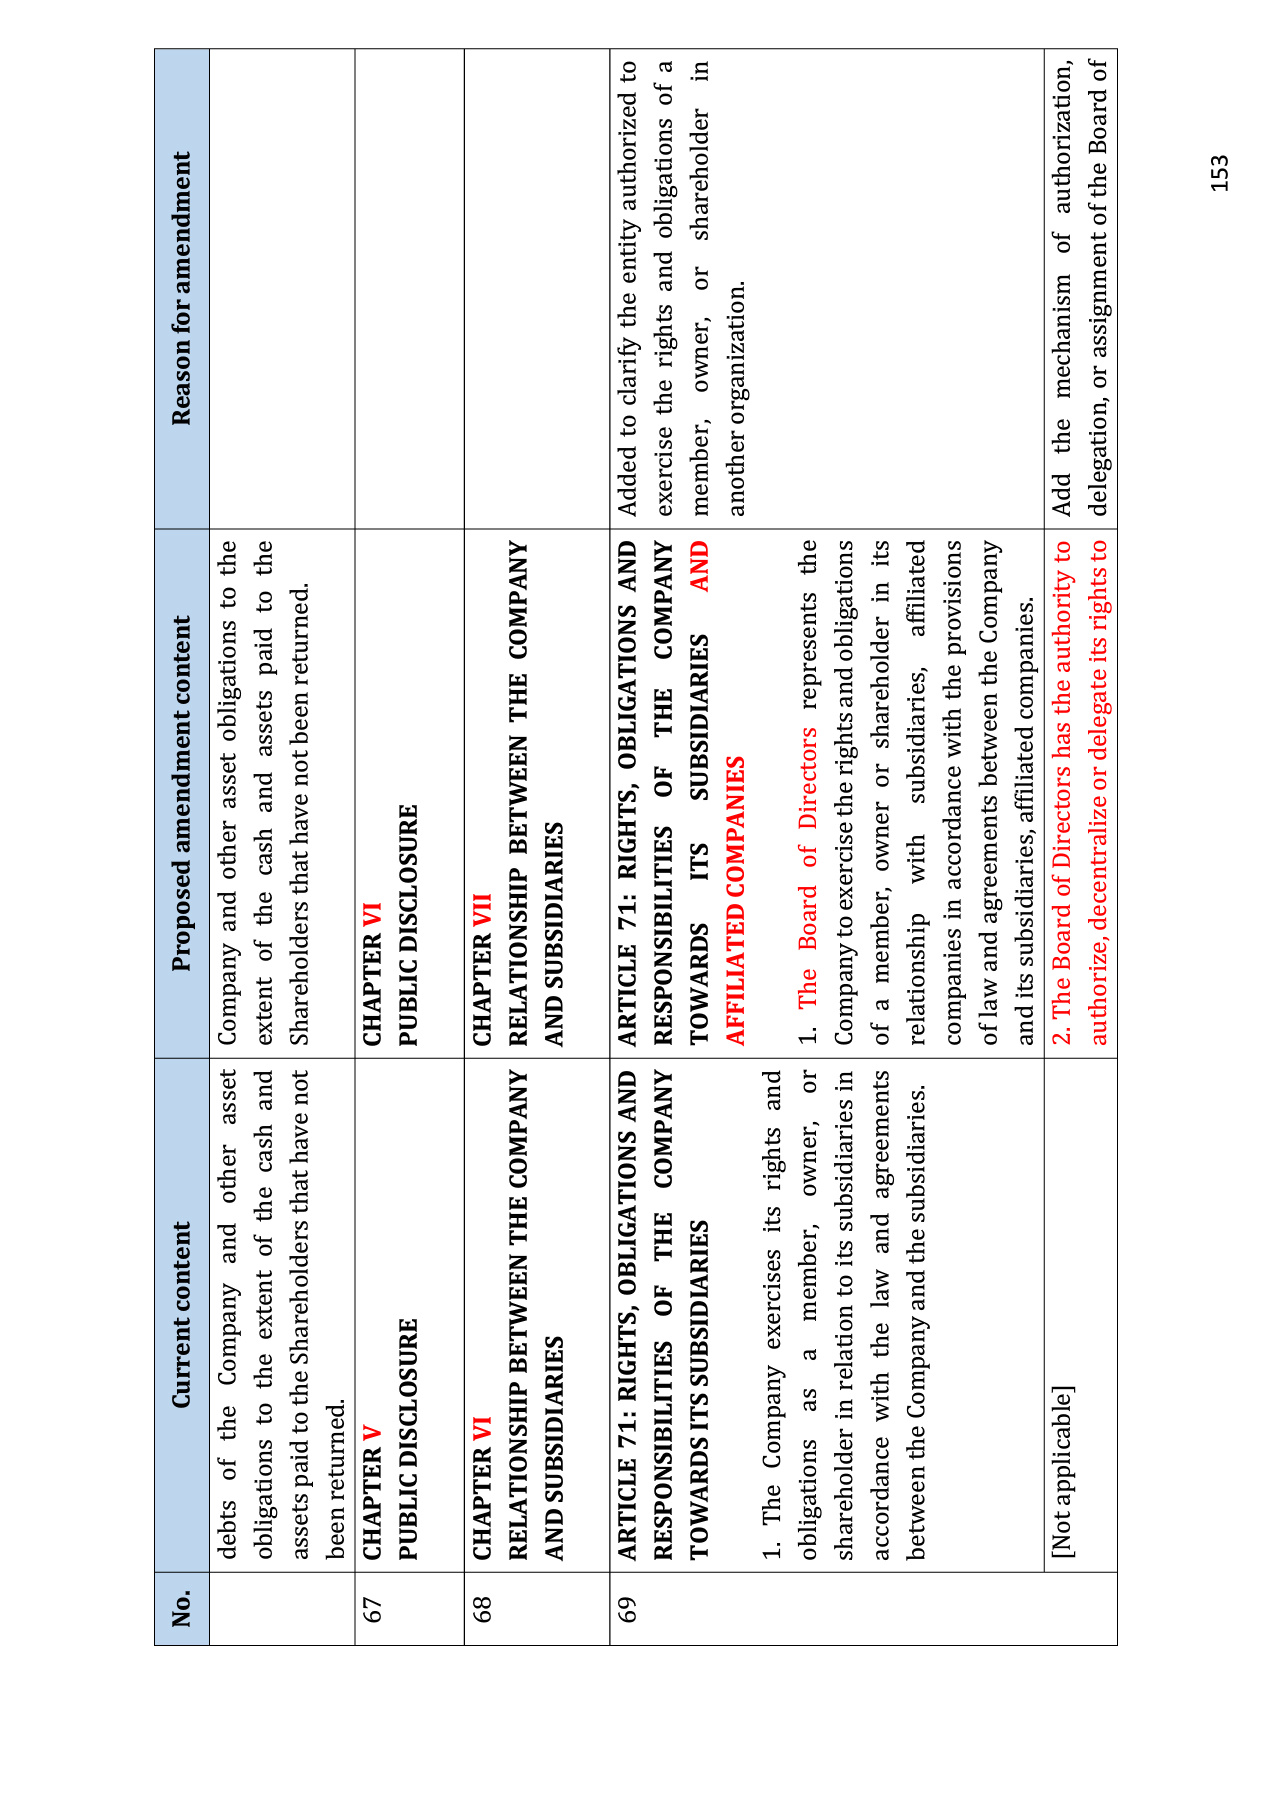 No.
Current content
Proposed amendment content
Reason for amendment
debts of the Company and other asset
obligations to the extent of the cash and
assets paid to the Shareholders that have not
been returned.
Company and other asset obligations to the
extent of the cash and assets paid to the
Shareholders that have not been returned.
67
CHAPTER V
PUBLIC DISCLOSURE
CHAPTER VI
PUBLIC DISCLOSURE
68
CHAPTER VI
RELATIONSHIP BETWEEN THE COMPANY
AND SUBSIDIARIES
CHAPTER VII
RELATIONSHIP BETWEEN THE COMPANY
AND SUBSIDIARIES
69
ARTICLE 71: RIGHTS, OBLIGATIONS AND
RESPONSIBILITIES OF THE COMPANY
TOWARDS ITS SUBSIDIARIES
1. The Company exercises its rights and
obligations as a member, owner, or
shareholder in relation to its subsidiaries in
accordance with the law and agreements
between the Company and the subsidiaries.
ARTICLE 71: RIGHTS, OBLIGATIONS AND
RESPONSIBILITIES OF THE COMPANY
TOWARDS ITS SUBSIDIARIES AND
AFFILIATED COMPANIES
1. The Board of Directors represents the
Company to exercise the rights and obligations
of a member, owner or shareholder in its
relationship with subsidiaries, affiliated
companies in accordance with the provisions
of law and agreements between the Company
and its subsidiaries, affiliated companies.
Added to clarify the entity authorized to
exercise the rights and obligations of a
member, owner, or shareholder in
another organization.
[Not applicable]
2. The Board of Directors has the authority to
authorize, decentralize or delegate its rights to
Add the mechanism of authorization,
delegation, or assignment of the Board of
153